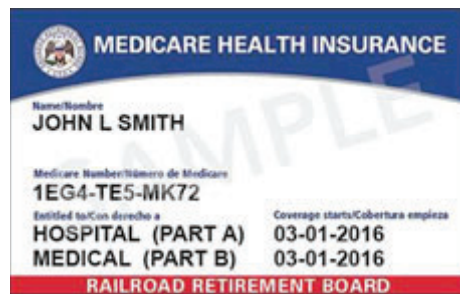 MEDICARE HEALTH INSURANCE
Name/Nombre
JOHN L SMITH
Medicare Number/Número de Medicare
1EG4-TE5-MK72
Entitled to/Con derecho a
Coverage starts/Cobertura empieza
HOSPITAL (PART A) 03-01-2016
MEDICAL (PART B) 03-01-2016
SAMPLE
RAILROAD RETIREMENT BOARD